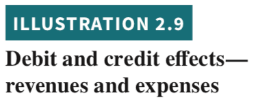 ILLUSTRATION 2.9
Debit and credit effects—
revenues and expenses